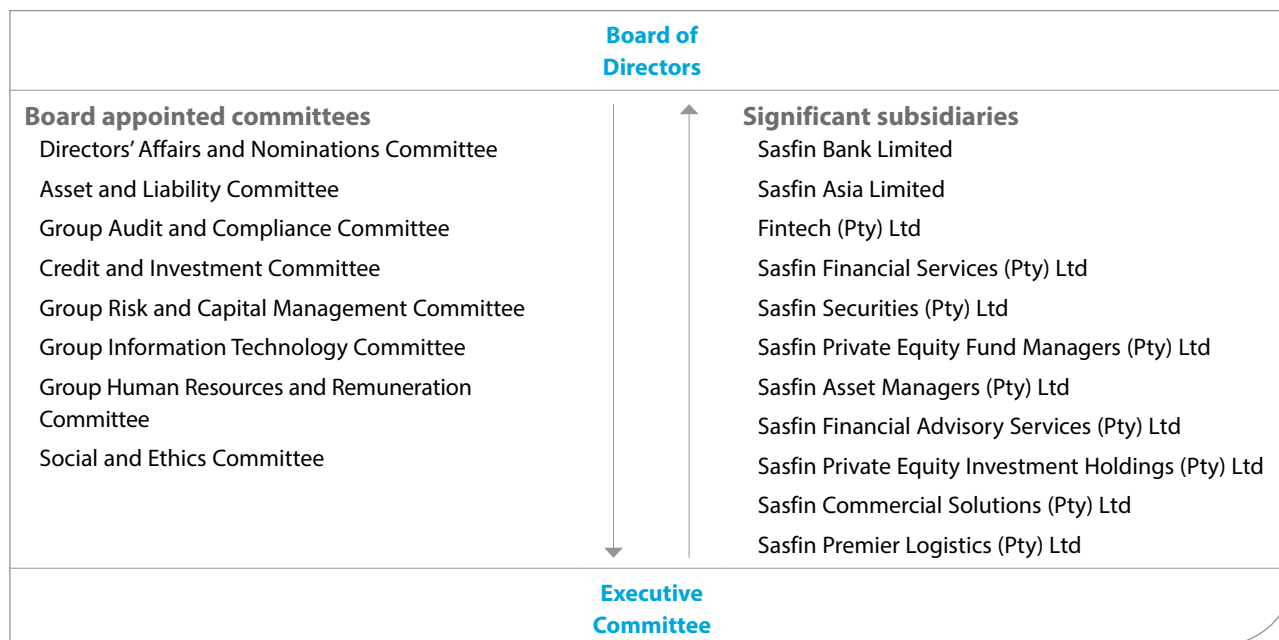 Board of
Directors
Board appointed committees
Directors’ Affairs and Nominations Committee
Asset and Liability Committee
Group Audit and Compliance Committee
Credit and Investment Committee
Group Risk and Capital Management Committee
Group Information Technology Committee
Group Human Resources and Remuneration
Committee
Social and Ethics Committee
Significant subsidiaries
Sasfin Bank Limited
Sasfin Asia Limited
Fintech (Pty) Ltd
Sasfin Financial Services (Pty) Ltd
Sasfin Securities (Pty) Ltd
Sasfin Private Equity Fund Managers (Pty) Ltd
Sasfin Asset Managers (Pty) Ltd
Sasfin Financial Advisory Services (Pty) Ltd
Sasfin Private Equity Investment Holdings (Pty) Ltd
Sasfin Commercial Solutions (Pty) Ltd
Sasfin Premier Logistics (Pty) Ltd
Executive
Committee